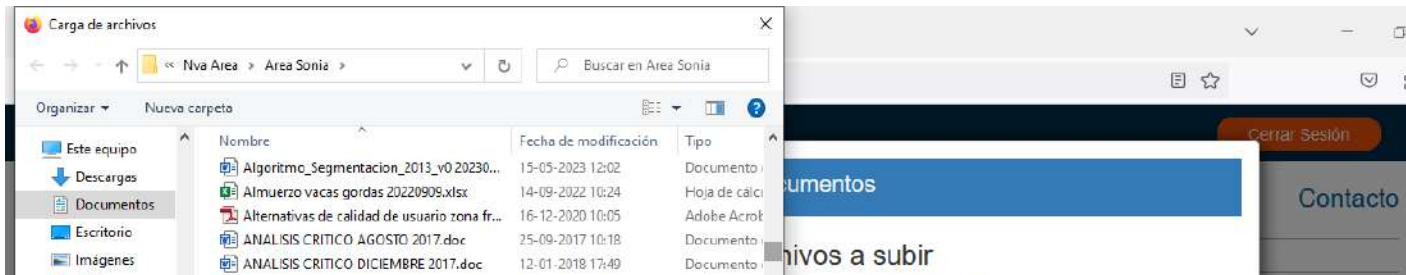 Carga de archivos
« Nva Area > Area Sonia >
Buscar en Area Sonia
Organizar
Nueva carpeta
Este equipo
Descargas
Documentos
Escritorio
Imágenes
Nombre Fecha de modificación Tipo
Algoritmo_Segmentacion_2013_v0 20230... 15-05-2023 12:02 Documento
Almuerzo vacas gordas 20220909.xlsx 14-09-2022 10:24 Hoja de cálc
Alternativas de calidad de usuario zona fr... 16-12-2020 10:05 Adobe Acrob
ANALISIS CRITICO AGOSTO 2017.doc 25-09-2017 10:18 Documento
ANALISIS CRITICO DICIEMBRE 2017.doc 12-01-2018 17:49 Documento
Cerrar Sesión
cumentos
Contacto
hivos a subir